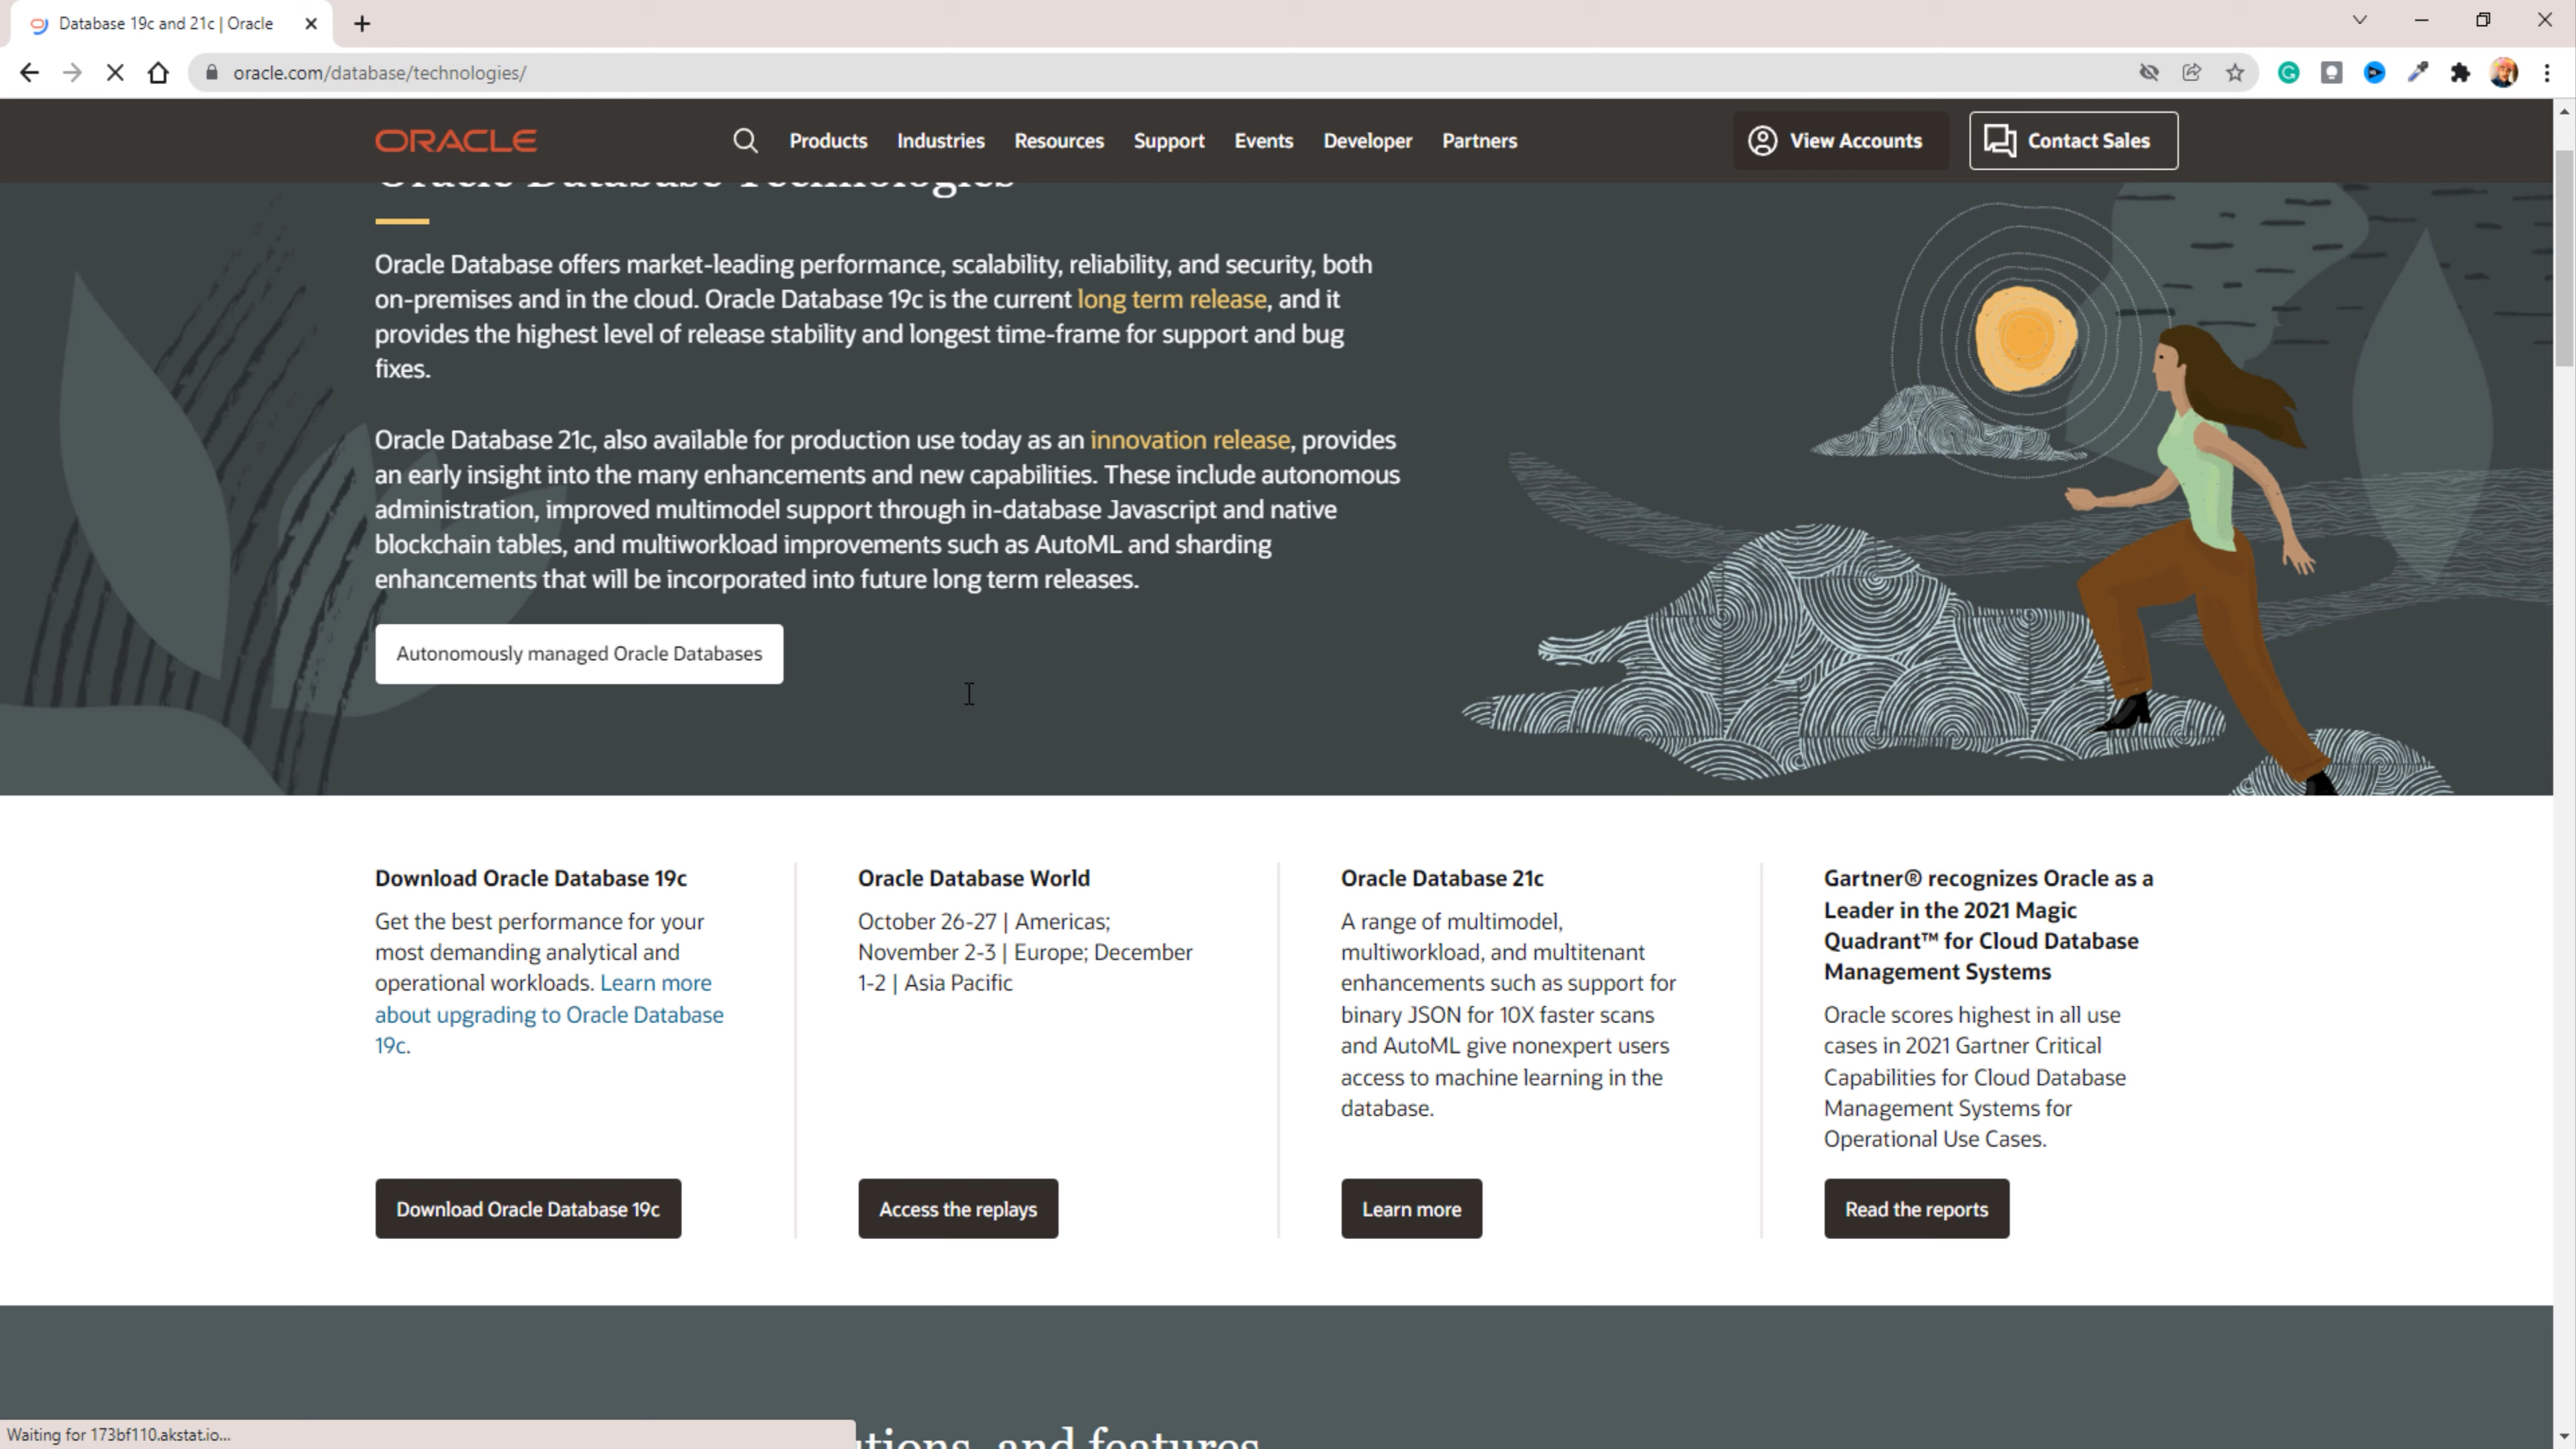 Database 19c and 21c | Oracle
oracle.com/database/technologies/
ORACLE
Products Industries Resources Support Events Developer Partners
View Accounts
Contact Sales
Oracle Database Technologies
Oracle Database offers market-leading performance, scalability, reliability, and security, both
on-premises and in the cloud. Oracle Database 19c is the current long term release, and it
provides the highest level of release stability and longest time-frame for support and bug
fixes.
Oracle Database 21c, also available for production use today as an innovation release, provides
an early insight into the many enhancements and new capabilities. These include autonomous
administration, improved multimodel support through in-database Javascript and native
blockchain tables, and multiworkload improvements such as AutoML and sharding
enhancements that will be incorporated into future long term releases.
Autonomously managed Oracle Databases
Download Oracle Database 19c
Get the best performance for your
most demanding analytical and
operational workloads. Learn more
about upgrading to Oracle Database
19c.
Download Oracle Database 19c
Oracle Database World
October 26-27 | Americas;
November 2-3 | Europe; December
1-2 | Asia Pacific
Access the replays
Oracle Database 21c
A range of multimodel,
multiworkload, and multitenant
enhancements such as support for
binary JSON for 10X faster scans
and AutoML give nonexpert users
access to machine learning in the
database.
Learn more
Gartner® recognizes Oracle as a
Leader in the 2021 Magic
Quadrant™ for Cloud Database
Management Systems
Oracle scores highest in all use
cases in 2021 Gartner Critical
Capabilities for Cloud Database
Management Systems for
Operational Use Cases.
Read the reports
and features
Waiting for 173bf110.akstat.io...